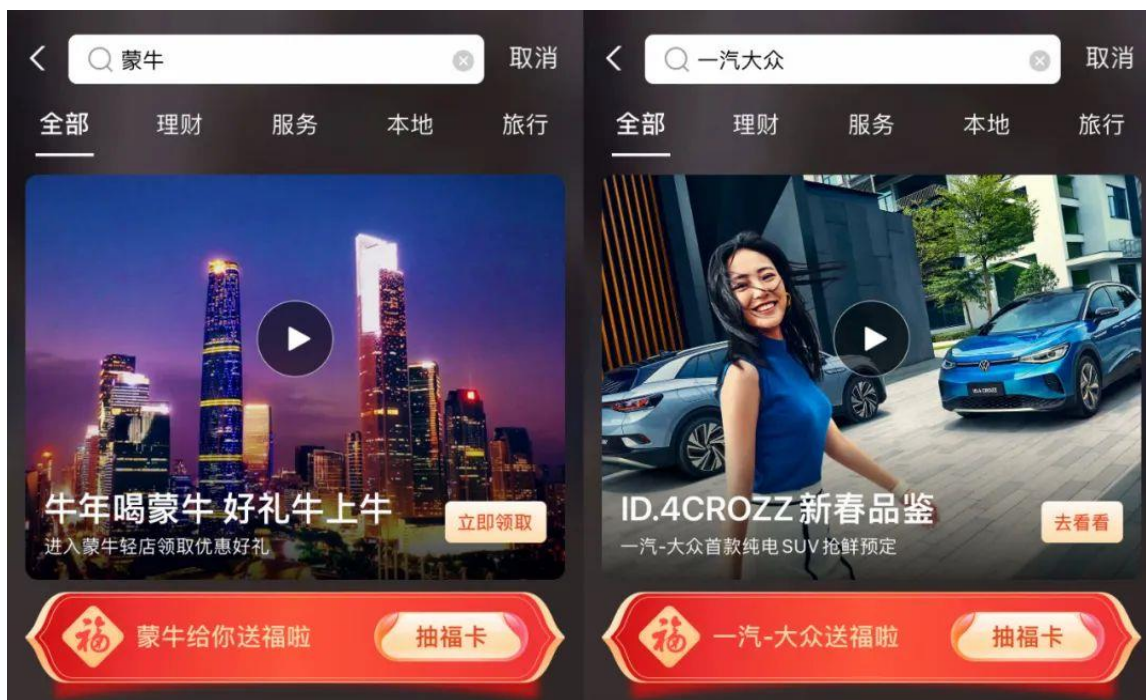 蒙牛
取消
全部 理财 服务 本地 旅行
牛年喝蒙牛 好礼牛上牛
进入蒙牛轻店领取优惠好礼
立即领取
福
蒙牛给你送福啦
抽福卡
一汽大众
取消
全部 理财 服务 本地 旅行
ID.4 CROZZ
ID.4CROZZ 新春品鉴
一汽-大众首款纯电SUV抢鲜预定
去看看
福
一汽-大众送福啦
抽福卡